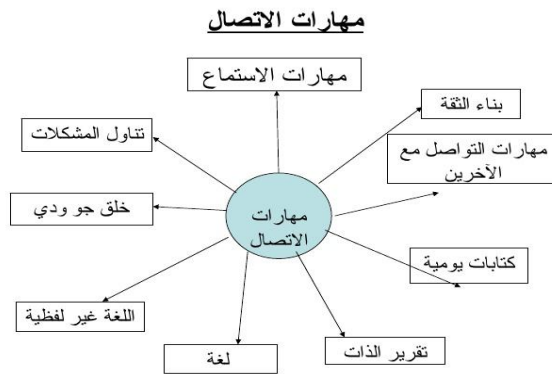 مهارات الاتصال
مهارات الاستماع
بناء الثقة
تناول المشكلات
مهارات التواصل مع
الآخرين
خلق جو ودي
مهارات
الاتصال
كتابات يومية
اللغة غير لفظية
تقرير الذات
لغة